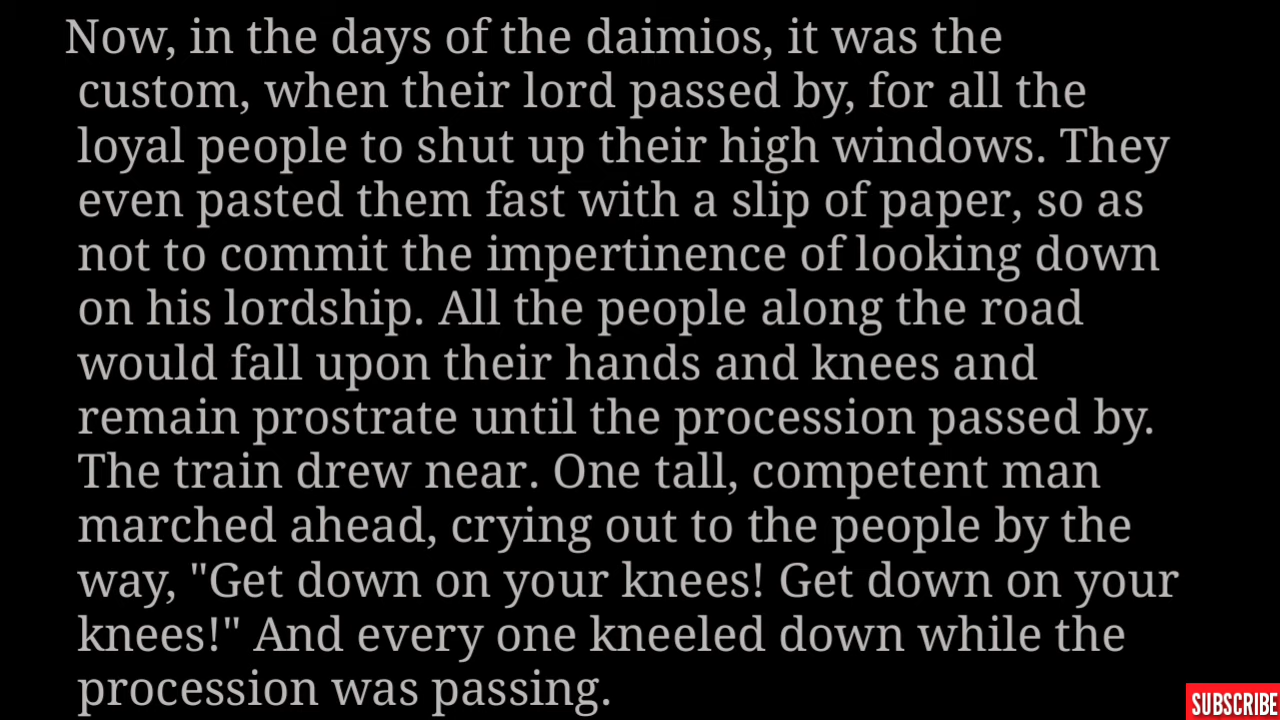 Now, in the days of the daimios, it was the
custom, when their lord passed by, for all the
loyal people to shut up their high windows. They
even pasted them fast with a slip of paper, so as
not to commit the impertinence of looking down
on his lordship. All the people along the road
would fall upon their hands and knees and
remain prostrate until the procession passed by.
The train drew near. One tall, competent man
marched ahead, crying out to the people by the
way, "Get down on your knees! Get down on your
knees!" And every one kneeled down while the
procession was passing.
SUBSCRIBE